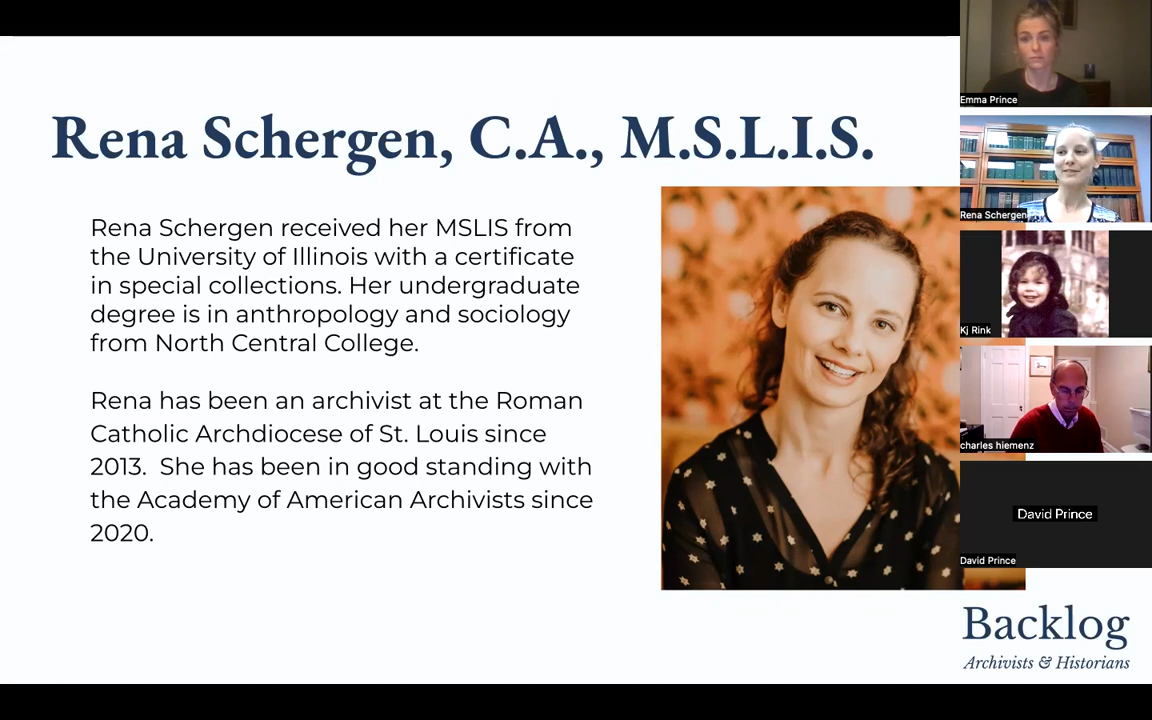 Rena Schergen, C.A., M.S.L.I.S.
Rena Schergen received her MSLIS from
the University of Illinois with a certificate
in special collections. Her undergraduate
degree is in anthropology and sociology
from North Central College.
Rena has been an archivist at the Roman
Catholic Archdiocese of St. Louis since
2013.  She has been in good standing with
the Academy of American Archivists since
2020.
Emma Prince
Rena Schergen
Kj Rink
charles hiemenz
David Prince
David Prince
Backlog
Archivists & Historians